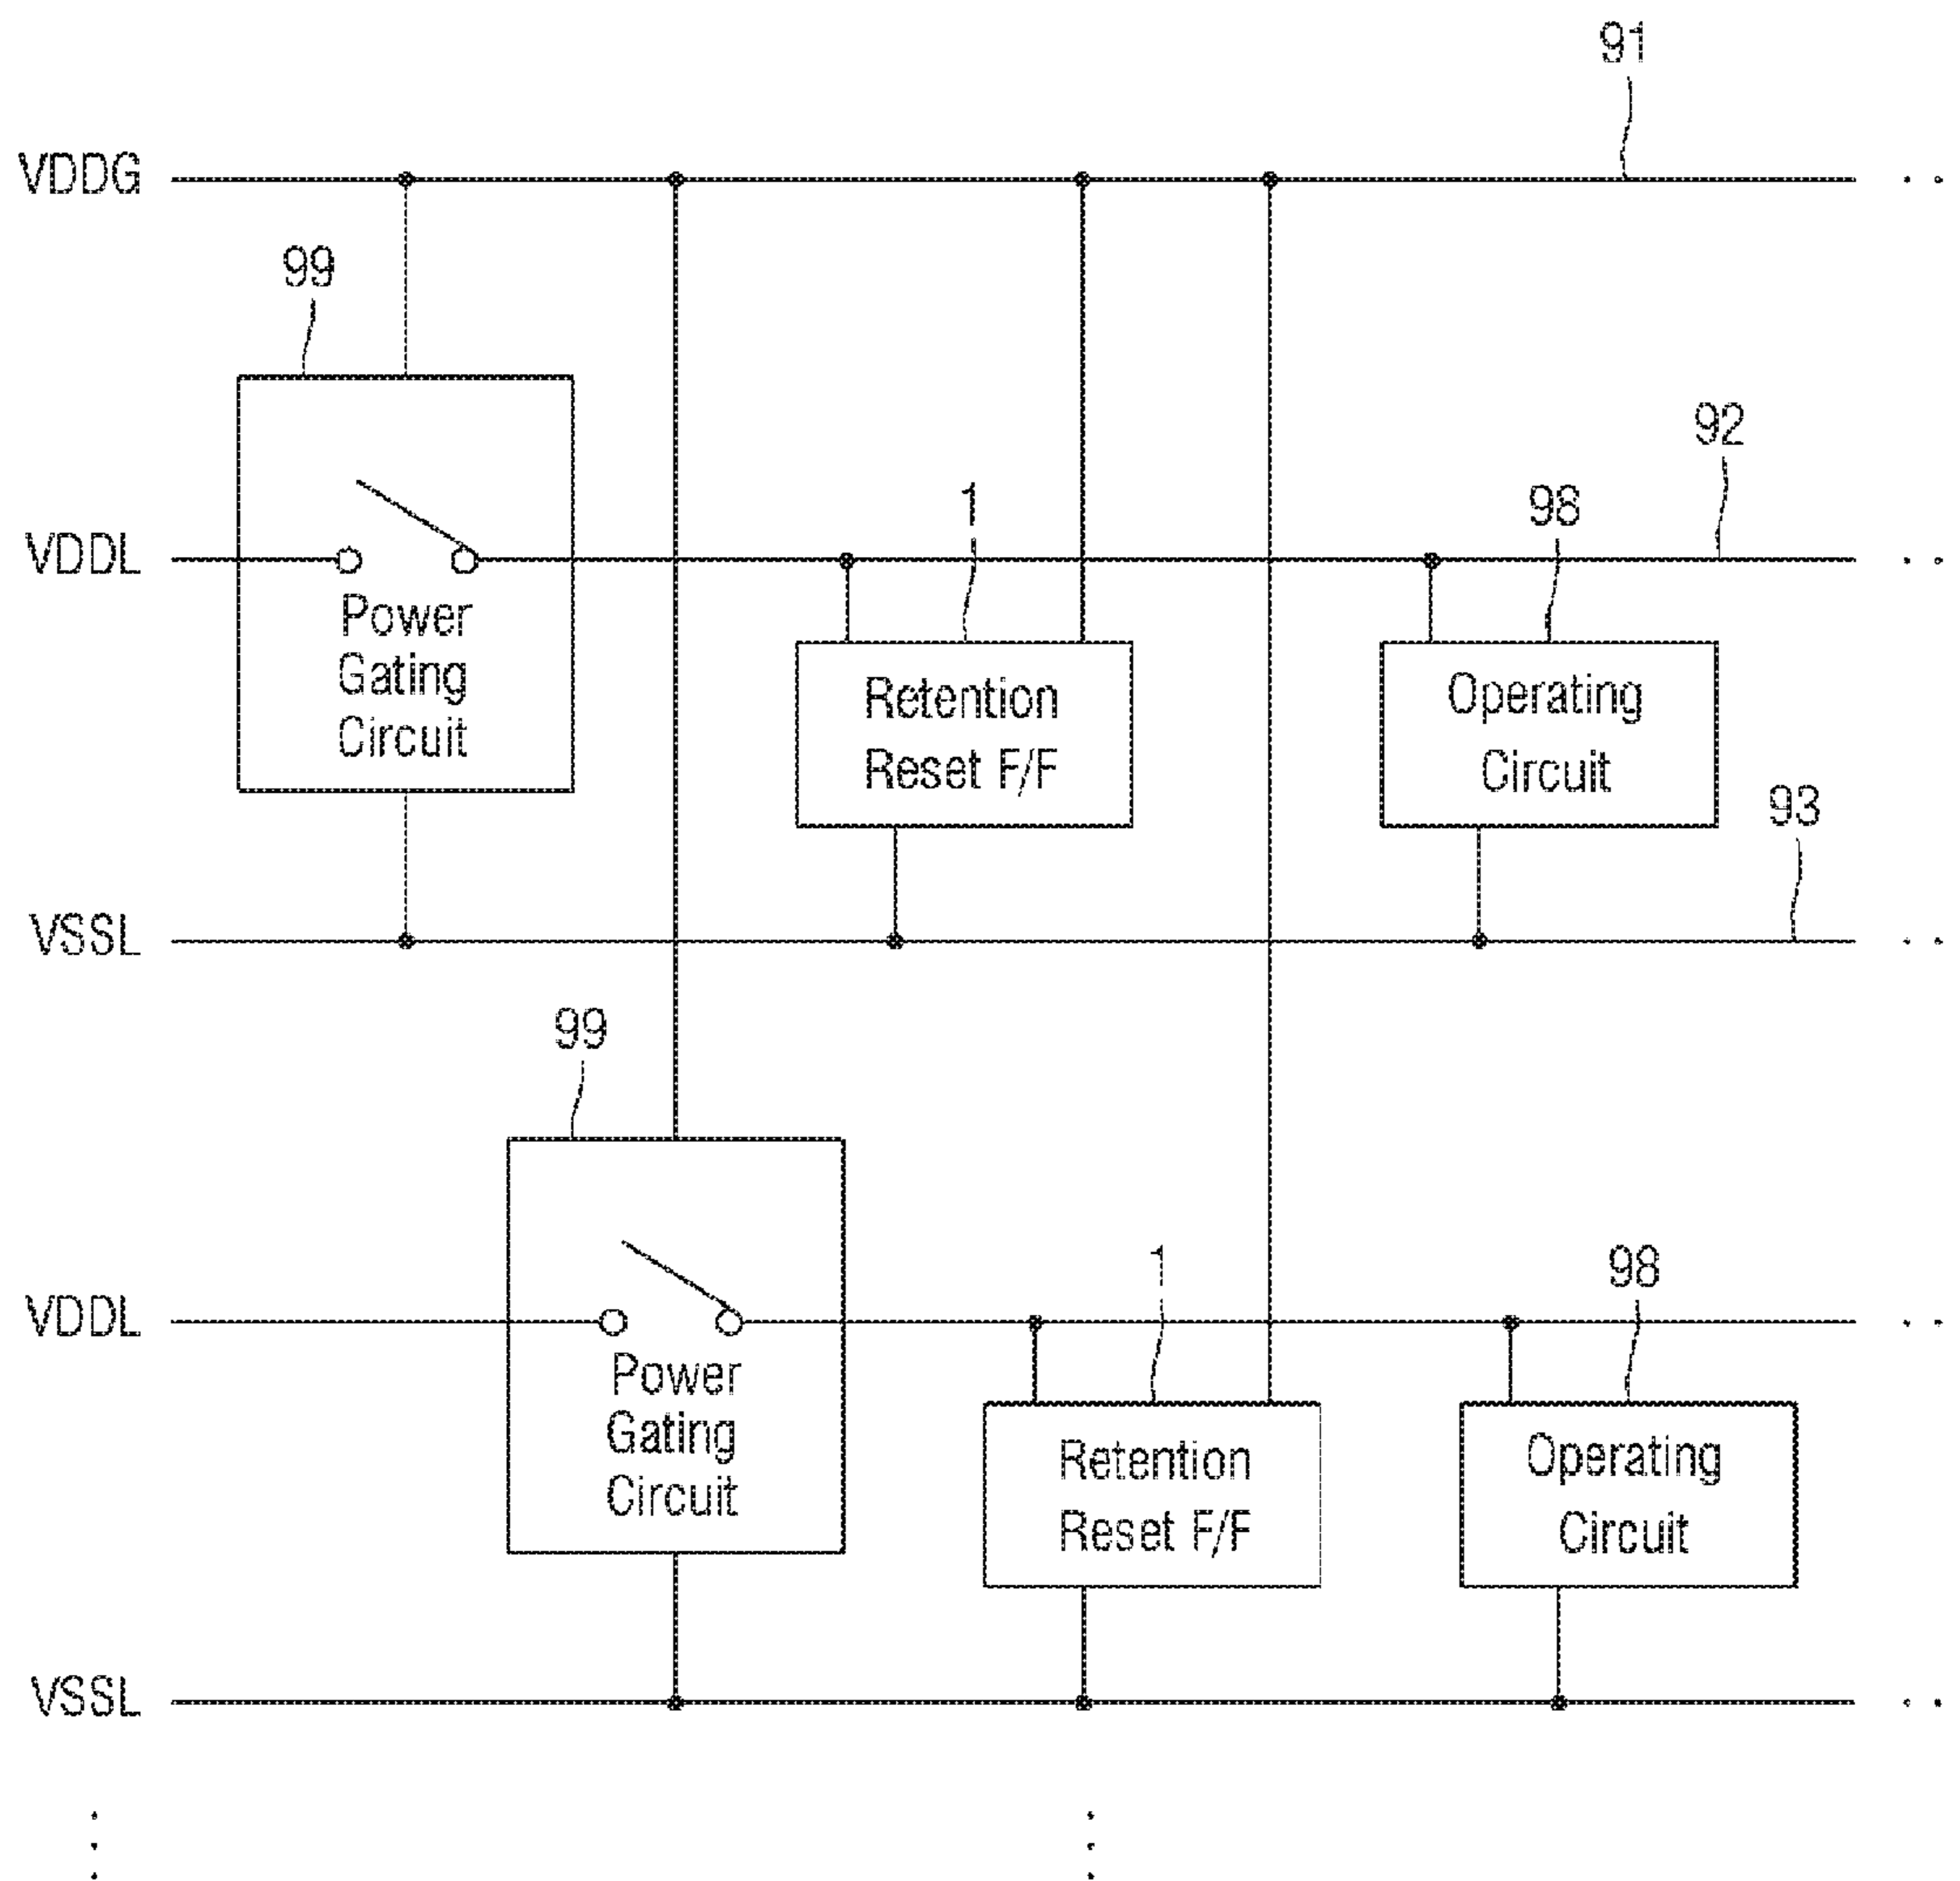 91
VDDG
99
92
1
98
VDDL
Power
Gating
Circuit
Retention
Reset F/F
Operating
Circuit
93
VSSL
99
1
98
VDDL
Power
Gating
Circuit
Retention
Reset F/F
Operating
Circuit
VSSL